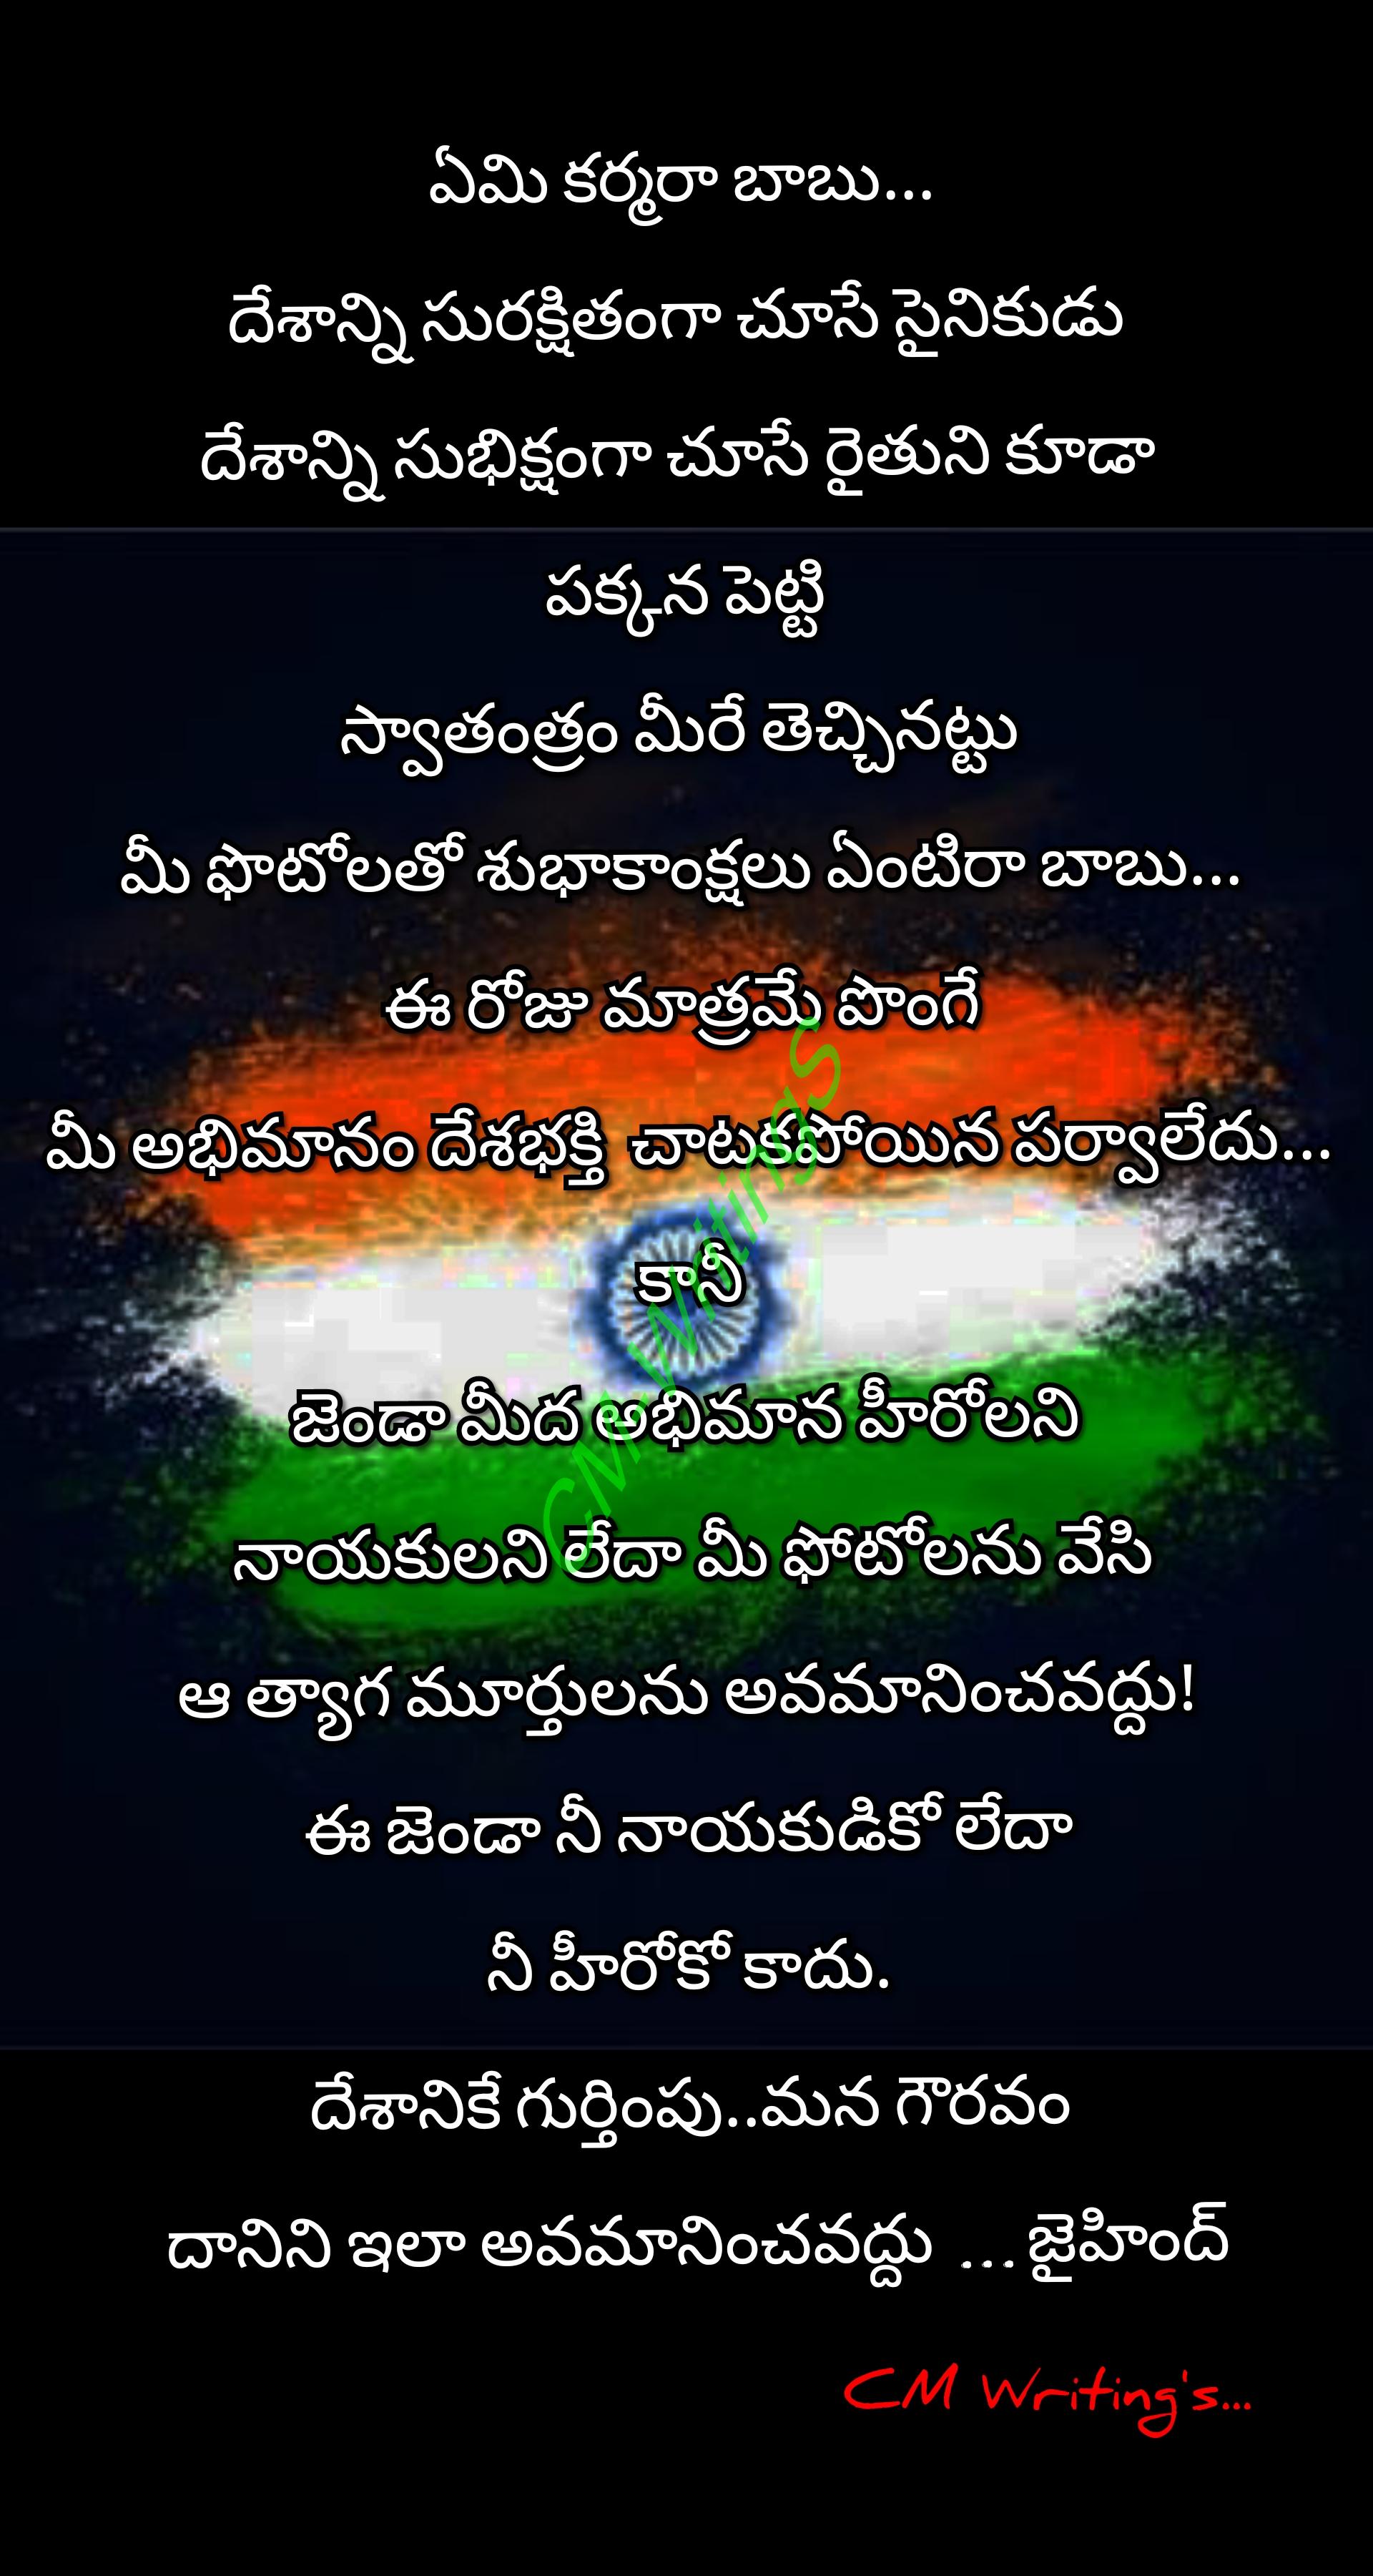 ఏమి కర్మరా బాబు...
దేశాన్ని సురక్షితంగా చూసే సైనికుడు
దేశాన్ని సుభిక్షంగా చూసే రైతుని కూడా
పక్కన పెట్టి
స్వాతంత్రం మీరే తెచ్చినట్టు
మీ ఫొటోలతో శుభాకాంక్షలు ఏంటిరా బాబు...
ఈ రోజు మాత్రమే పొంగే
మీ అభిమానం దేశభక్తి చాటకపోయిన పర్వాలేదు...
కానీ
జెండా మీద అభిమాన హీరోలని
నాయకులని లేదా మీ ఫోటోలను వేసి
ఆ త్యాగ మూర్తులను అవమానించవద్దు!
ఈ జెండా నీ నాయకుడికో లేదా
నీ హీరోకో కాదు.
దేశానికే గుర్తింపు..మన గౌరవం
దానిని ఇలా అవమానించవద్దు ...జైహింద్
CM Writing's...
CM Writings